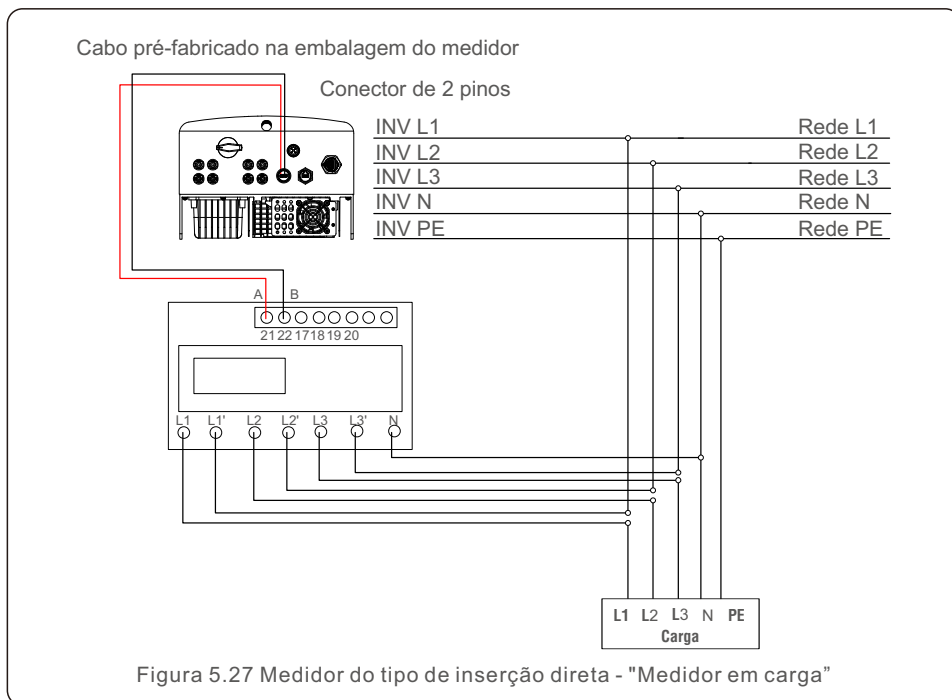 Cabo pré-fabricado na embalagem do medidor
Conector de 2 pinos
INV L1 Rede L1
INV L2 Rede L2
INV L3 Rede L3
INV N Rede N
INV PE Rede PE
A B
21 22 17 18 19 20
L1 L1' L2 L2' L3 L3' N
L1 L2 L3 N PE
Carga
Figura 5.27 Medidor do tipo de inserção direta - "Medidor em carga”